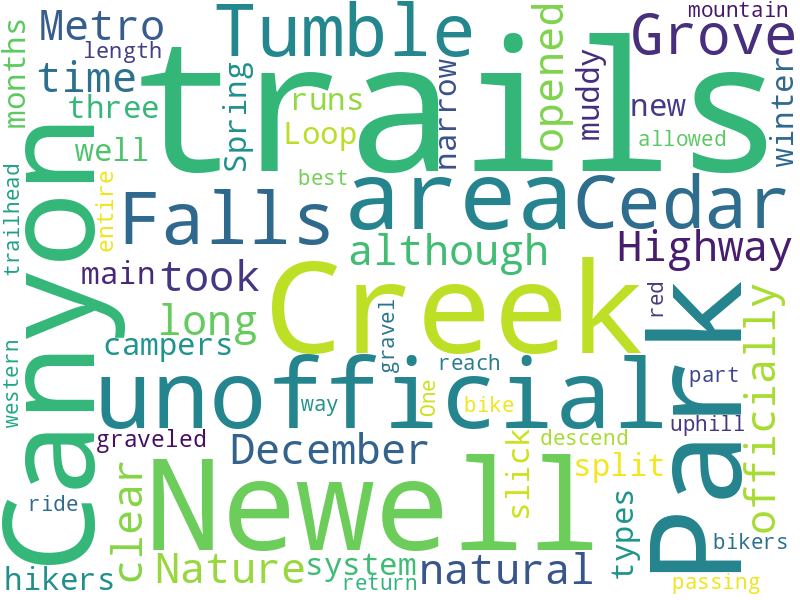 mountain
Metro
Tumble
Grove
length
trails
opened
months
time
Spring
narrow
muddy
winter
three
runs
new
Loop
well
allowed
best
trailhead
entire
Falls
area
Cedar
Canyon
although
Highway
main
took
Creek
red
long
gravel
officially
campers
reach
western
unofficial
way
One
bike
part
Park
uphill
graveled
December
slick
descend
split
clear
Newell
types
ride
bikers
hikers
Nature
system
return
natural
passing